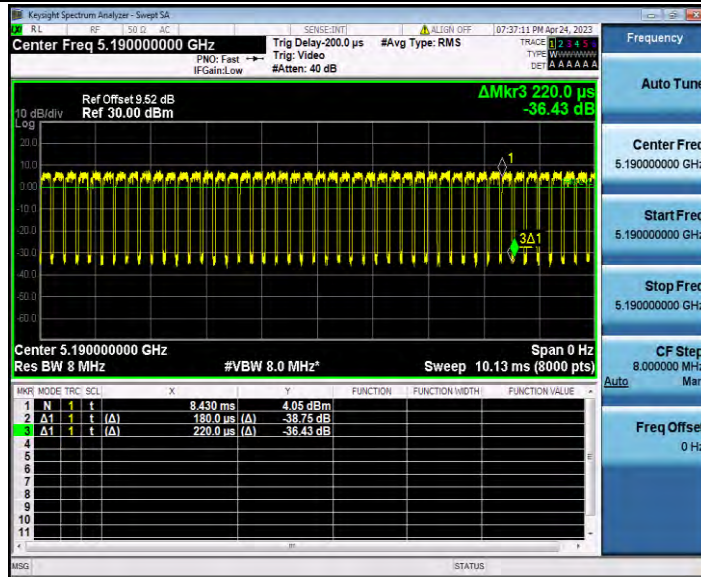 Keysight Spectrum Analyzer - Swept SA
RL RF 50 Ω AC SENSE:INT ALIGN OFF 07:37:11 PM Apr 24, 2023
Center Freq 5.190000000 GHz
PNO: Fast
IFGain:Low
Trig Delay-200.0 µs
Trig: Video
#Atten: 40 dB
#Avg Type: RMS
TRACE 1 2 3 4 5 6
TYPE W
DET A A A A A A
Ref Offset 9.52 dB
10 dB/div Ref 30.00 dBm
Log
ΔMkr3 220.0 µs
-36.43 dB
20.0
10.0
0.00
-10.0
-20.0
-30.0
-40.0
-50.0
-60.0
1
3Δ1
Center 5.190000000 GHz Span 0 Hz
Res BW 8 MHz #VBW 8.0 MHz* Sweep 10.13 ms (8000 pts)
MKR MODE TRC SCL X Y FUNCTION FUNCTION WIDTH FUNCTION VALUE
1 N 1 t 8.430 ms 4.05 dBm
2 Δ1 1 t (Δ) 180.0 µs (Δ) -38.75 dB
3 Δ1 1 t (Δ) 220.0 µs (Δ) -36.43 dB
4
5
6
7
8
9
10
11
MSG STATUS
Frequency
Auto Tune
Center Freq
5.190000000 GHz
Start Freq
5.190000000 GHz
Stop Freq
5.190000000 GHz
CF Step
8.000000 MHz
Auto Man
Freq Offset
0 Hz